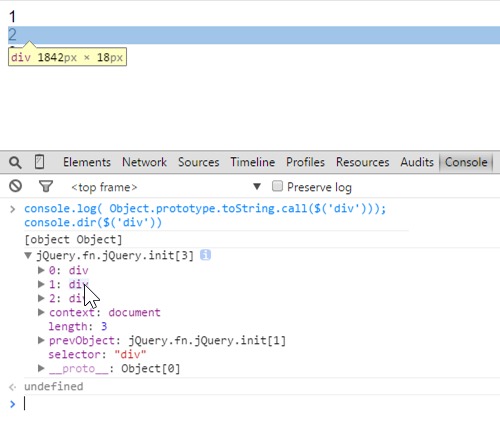 1
2
div 1842px × 18px
Elements Network Sources Timeline Profiles Resources Audits Console
<top frame> ▼ Preserve log
> console.log( Object.prototype.toString.call($('div')));
console.dir($('div'))
[object Object]
▼ jQuery.fn.jQuery.init[3] i
▶ 0: div
▶ 1: div
▶ 2: div
▶ context: document
length: 3
▶ prevObject: jQuery.fn.jQuery.init[1]
selector: "div"
▶ __proto__: Object[0]
undefined
>